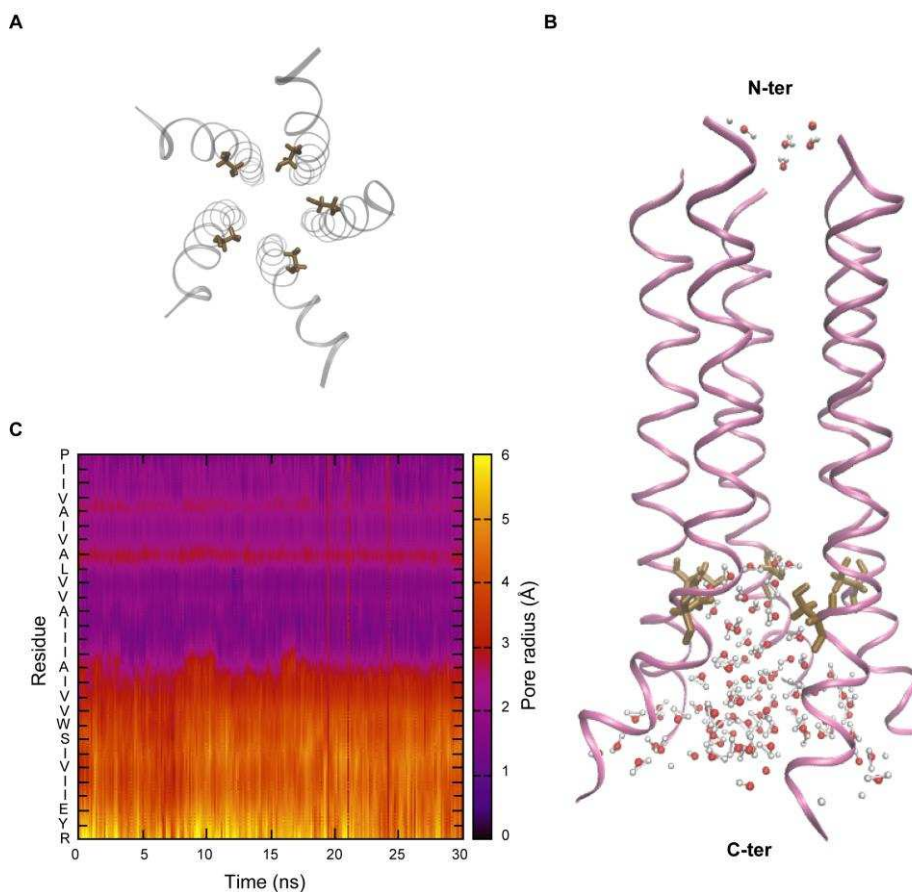 A
B
N-ter
C
P
I
I
V
A
I
V
A
L
V
V
A
I
I
I
A
I
V
V
W
S
I
V
I
I
E
Y
R
Residue
0 5 10 15 20 25 30
Time (ns)
6
5
4
3
2
1
0
Pore radius (Å)
C-ter